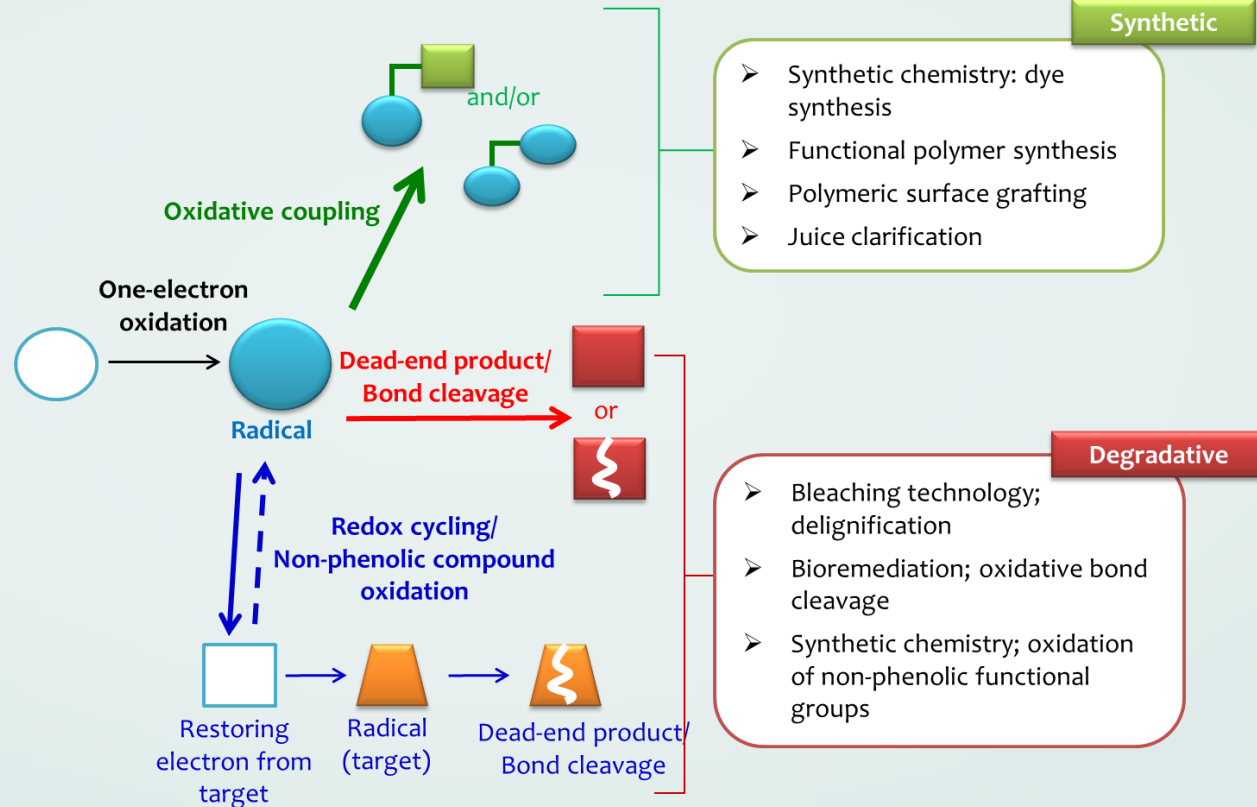 Synthetic
➢ Synthetic chemistry: dye
synthesis
➢ Functional polymer synthesis
➢ Polymeric surface grafting
➢ Juice clarification
and/or
Oxidative coupling
One-electron
oxidation
Radical
Dead-end product/
Bond cleavage
or
Degradative
➢ Bleaching technology;
delignification
➢ Bioremediation; oxidative bond
cleavage
➢ Synthetic chemistry; oxidation
of non-phenolic functional
groups
Redox cycling/
Non-phenolic compound
oxidation
Restoring
electron from
target
Radical
(target)
Dead-end product/
Bond cleavage